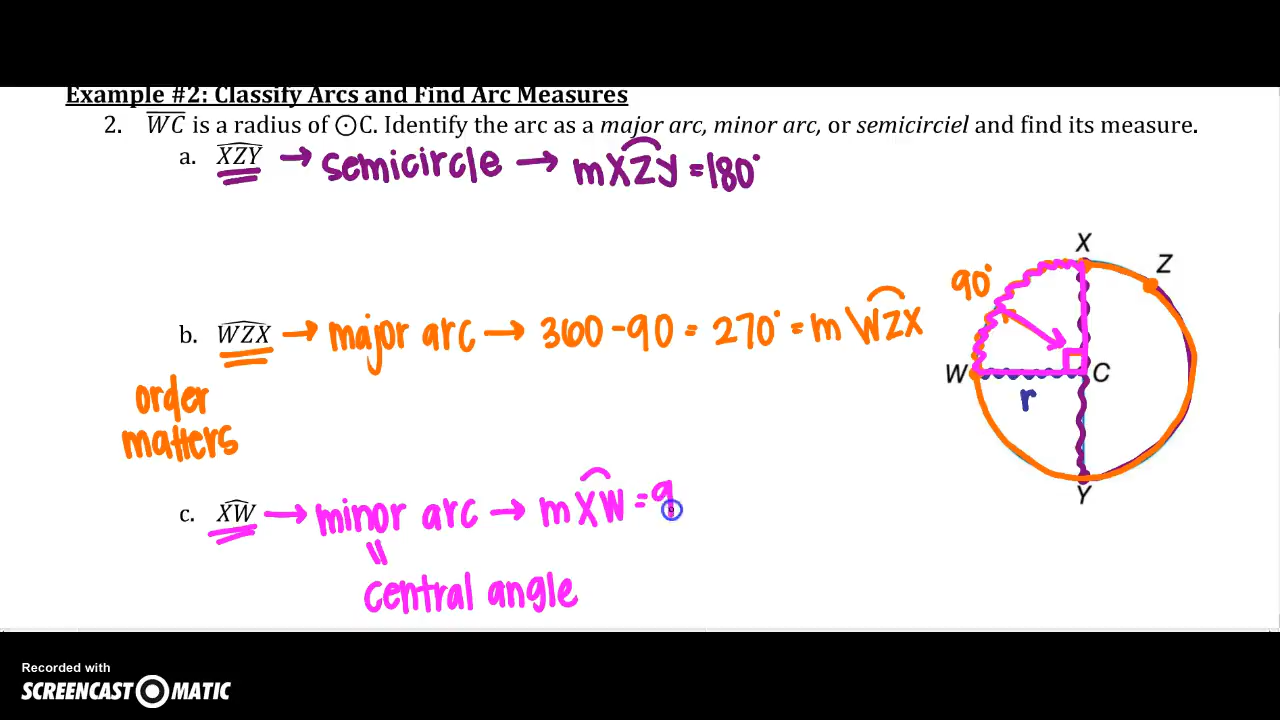 Example #2: Classify Arcs and Find Arc Measures
2. WC is a radius of ⊙C. Identify the arc as a major arc, minor arc, or semicirciel and find its measure.
a. XZY → semicircle → mXZY = 180°
X
Z
90°
b. WZX → major arc → 360 - 90 = 270° = m WZX
W
C
r
order
matters
Y
c. XW → minor arc → mXW = 9
=
central angle
Recorded with
SCREENCAST O MATIC